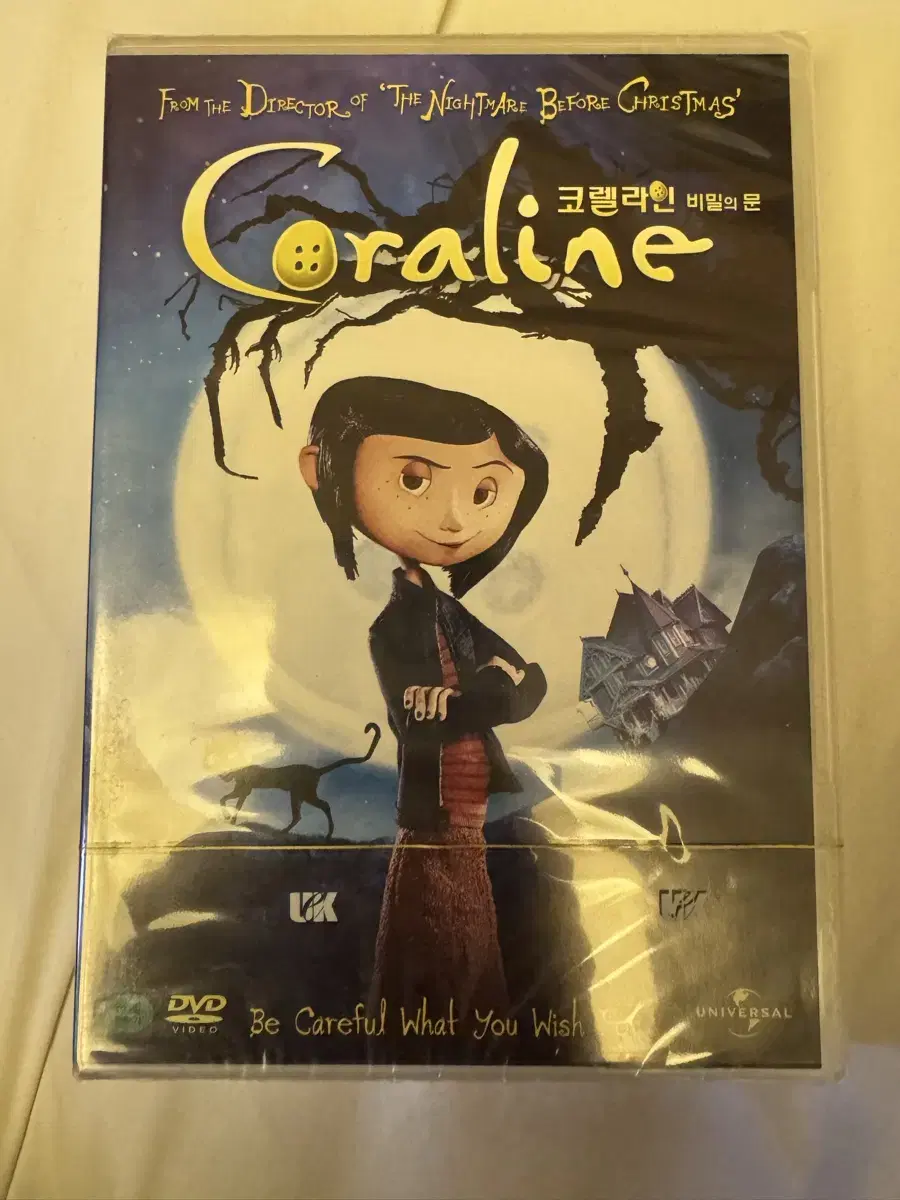 FROM THE DIRECTOR OF 'THE NIGHTMARE BEFORE CHRISTMAS'
Coraline
코렐라인 비밀의 문
UPK
DVD
VIDEO
Be Careful What You Wish
UNIVERSAL